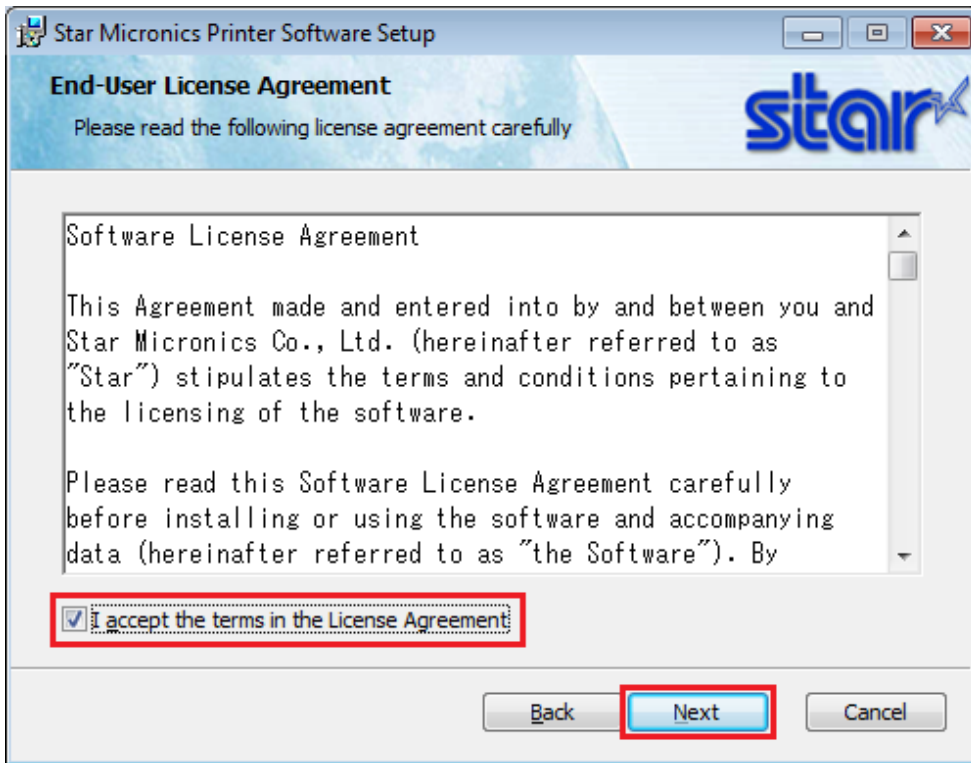 Star Micronics Printer Software Setup
End-User License Agreement
Please read the following license agreement carefully
star
Software License Agreement
This Agreement made and entered into by and between you and
Star Micronics Co., Ltd. (hereinafter referred to as
"Star") stipulates the terms and conditions pertaining to
the licensing of the software.
Please read this Software License Agreement carefully
before installing or using the software and accompanying
data (hereinafter referred to as "the Software"). By
I accept the terms in the License Agreement
Back Next Cancel